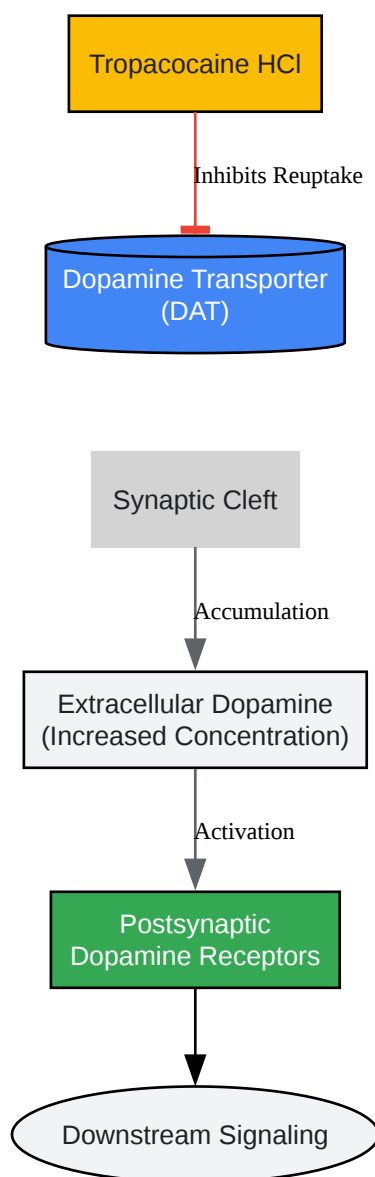 Tropacocaine HCl
Inhibits Reuptake
Dopamine Transporter
(DAT)
Synaptic Cleft
Accumulation
Extracellular Dopamine
(Increased Concentration)
Activation
Postsynaptic
Dopamine Receptors
Downstream Signaling